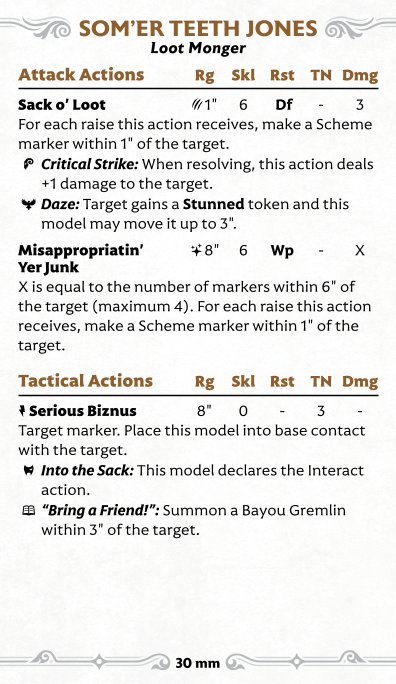 SOM'ER TEETH JONES
Loot Monger
Attack Actions Rg Skl Rst TN Dmg
Sack o' Loot 1" 6 Df - 3
For each raise this action receives, make a Scheme
marker within 1" of the target.
Critical Strike: When resolving, this action deals
+1 damage to the target.
Daze: Target gains a Stunned token and this
model may move it up to 3".
Misappropriatin' 8" 6 Wp - X
Yer Junk
X is equal to the number of markers within 6" of
the target (maximum 4). For each raise this action
receives, make a Scheme marker within 1" of the
target.
Tactical Actions Rg Skl Rst TN Dmg
Serious Biznus 8" 0 - 3 -
Target marker. Place this model into base contact
with the target.
Into the Sack: This model declares the Interact
action.
"Bring a Friend!": Summon a Bayou Gremlin
within 3" of the target.
30 mm